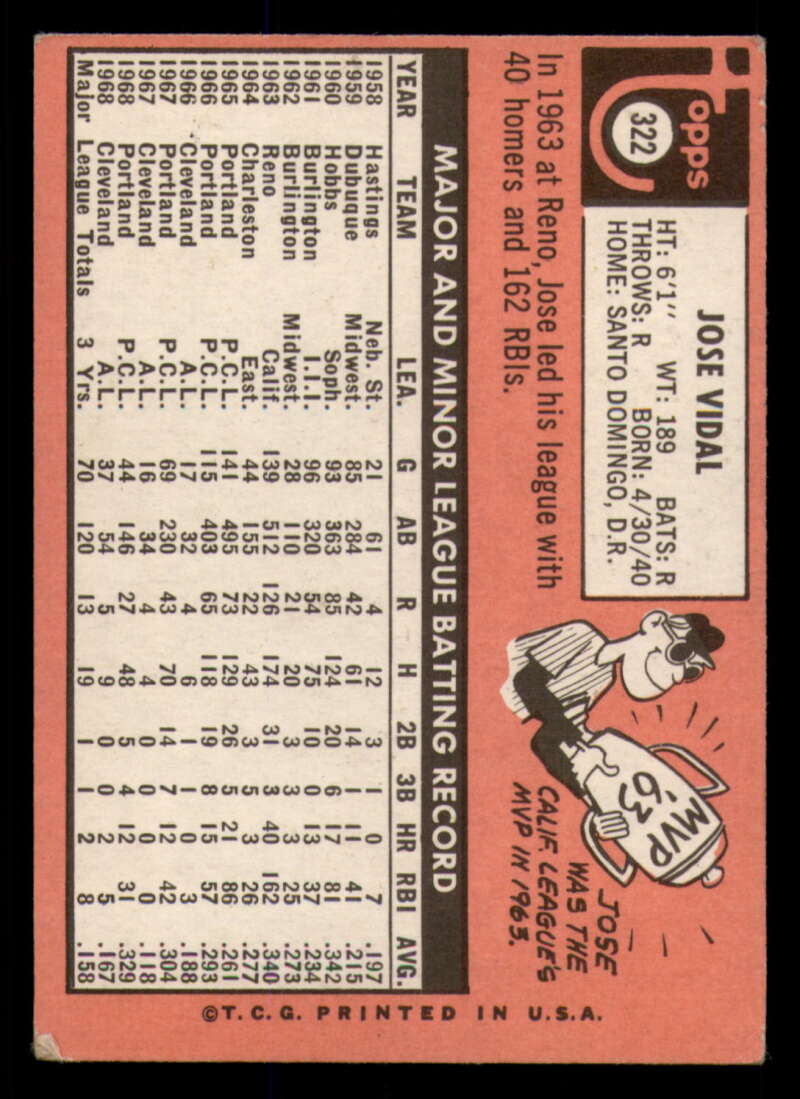 Topps
322
JOSE VIDAL
HT: 6'1" WT: 189 BATS: R
THROWS: R BORN: 4/30/40
HOME: SANTO DOMINGO, D.R.
In 1963 at Reno, Jose led his league with
40 homers and 162 RBIs.
MVP
'63
JOSE
WAS THE
CALIF. LEAGUE'S
MVP IN 1963.
MAJOR AND MINOR LEAGUE BATTING RECORD
YEAR TEAM LEA. G AB R H 2B 3B HR RBI AVG.
1958 Hastings Neb. St. 21 61 4 12 3 1 0 7 .197
1959 Dubuque Midwest. 85 284 42 61 14 1 11 41 .215
1960 Hobbs Soph. 93 363 85 124 20 6 17 81 .342
1961 Burlington I.I.I. 96 320 54 75 10 0 13 37 .234
1962 Burlington Midwest. 28 110 21 20 3 3 3 25 .273
1963 Reno Calif. 139 512 126 174 31 3 40 162 .340
1964 Charleston East. 44 155 22 43 3 5 3 26 .277
1965 Portland P.C.L. 141 495 73 129 26 5 21 86 .261
1966 Portland P.C.L. 115 403 65 118 19 8 15 57 .293
1966 Cleveland A.L. 17 32 4 6 1 1 0 3 .188
1967 Portland P.C.L. 69 230 43 70 14 7 12 42 .304
1967 Cleveland A.L. 16 34 4 4 0 0 0 0 .118
1968 Portland P.C.L. 44 146 27 48 5 4 12 31 .329
1968 Cleveland A.L. 37 54 5 9 0 0 2 5 .167
Major League Totals 3 Yrs. 70 120 13 19 1 1 2 8 .158
©T.C.G. PRINTED IN U.S.A.